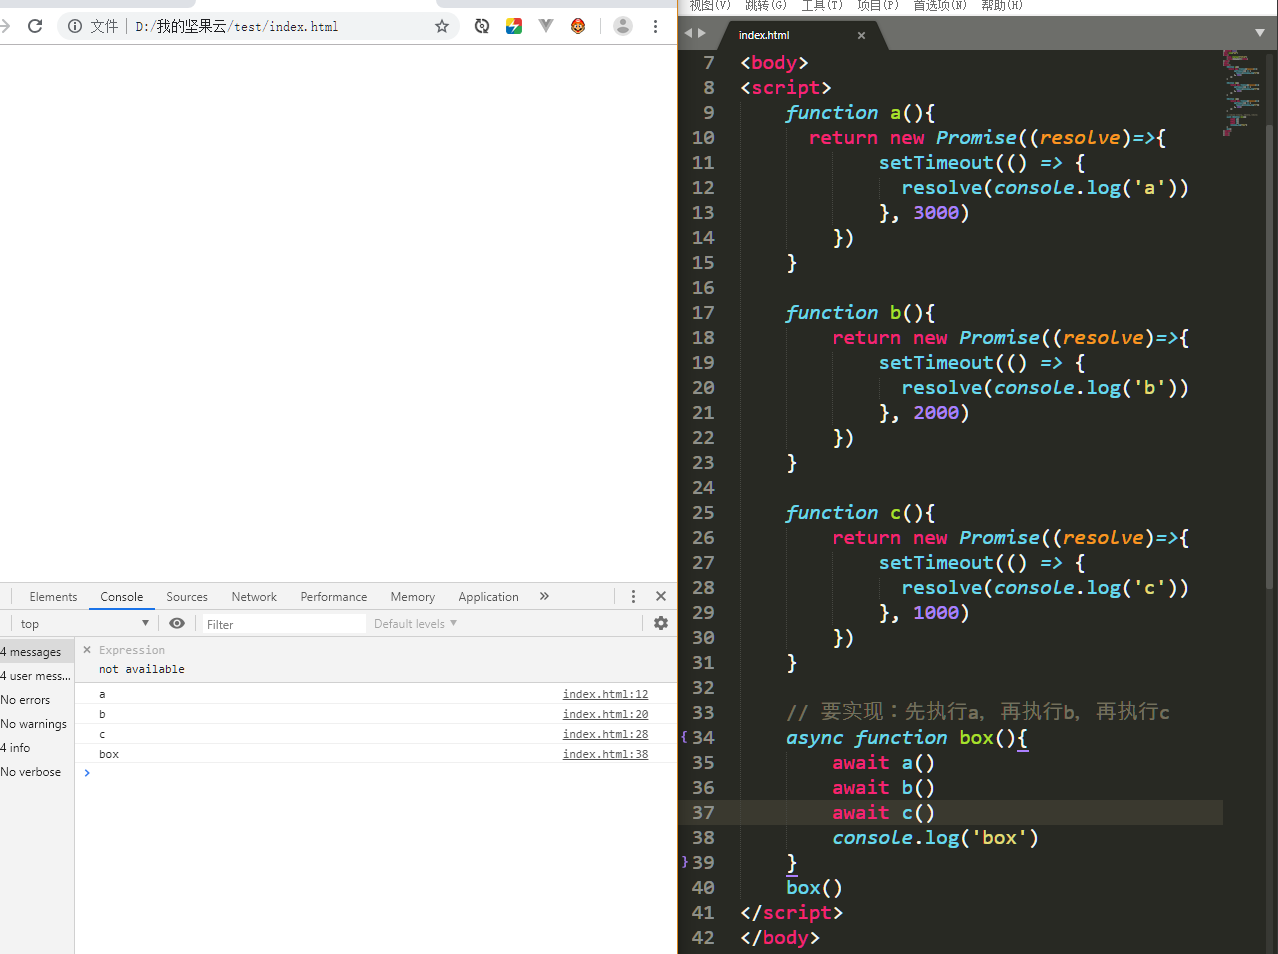 文件 D:/我的坚果云/test/index.html
Elements Console Sources Network Performance Memory Application »
top Filter Default levels
4 messages
4 user mess...
No errors
No warnings
4 info
No verbose
× Expression
not available
a index.html:12
b index.html:20
c index.html:28
box index.html:38
>
视图(V) 跳转(G) 工具(T) 项目(P) 首选项(N) 帮助(H)
index.html ×
7 <body>
8 <script>
9 function a(){
10 return new Promise((resolve)=>{
11 setTimeout(() => {
12 resolve(console.log('a'))
13 }, 3000)
14 })
15 }
16
17 function b(){
18 return new Promise((resolve)=>{
19 setTimeout(() => {
20 resolve(console.log('b'))
21 }, 2000)
22 })
23 }
24
25 function c(){
26 return new Promise((resolve)=>{
27 setTimeout(() => {
28 resolve(console.log('c'))
29 }, 1000)
30 })
31 }
32
33 // 要实现：先执行a, 再执行b, 再执行c
{ 34 async function box(){
35 await a()
36 await b()
37 await c()
38 console.log('box')
} 39 }
40 box()
41 </script>
42 </body>